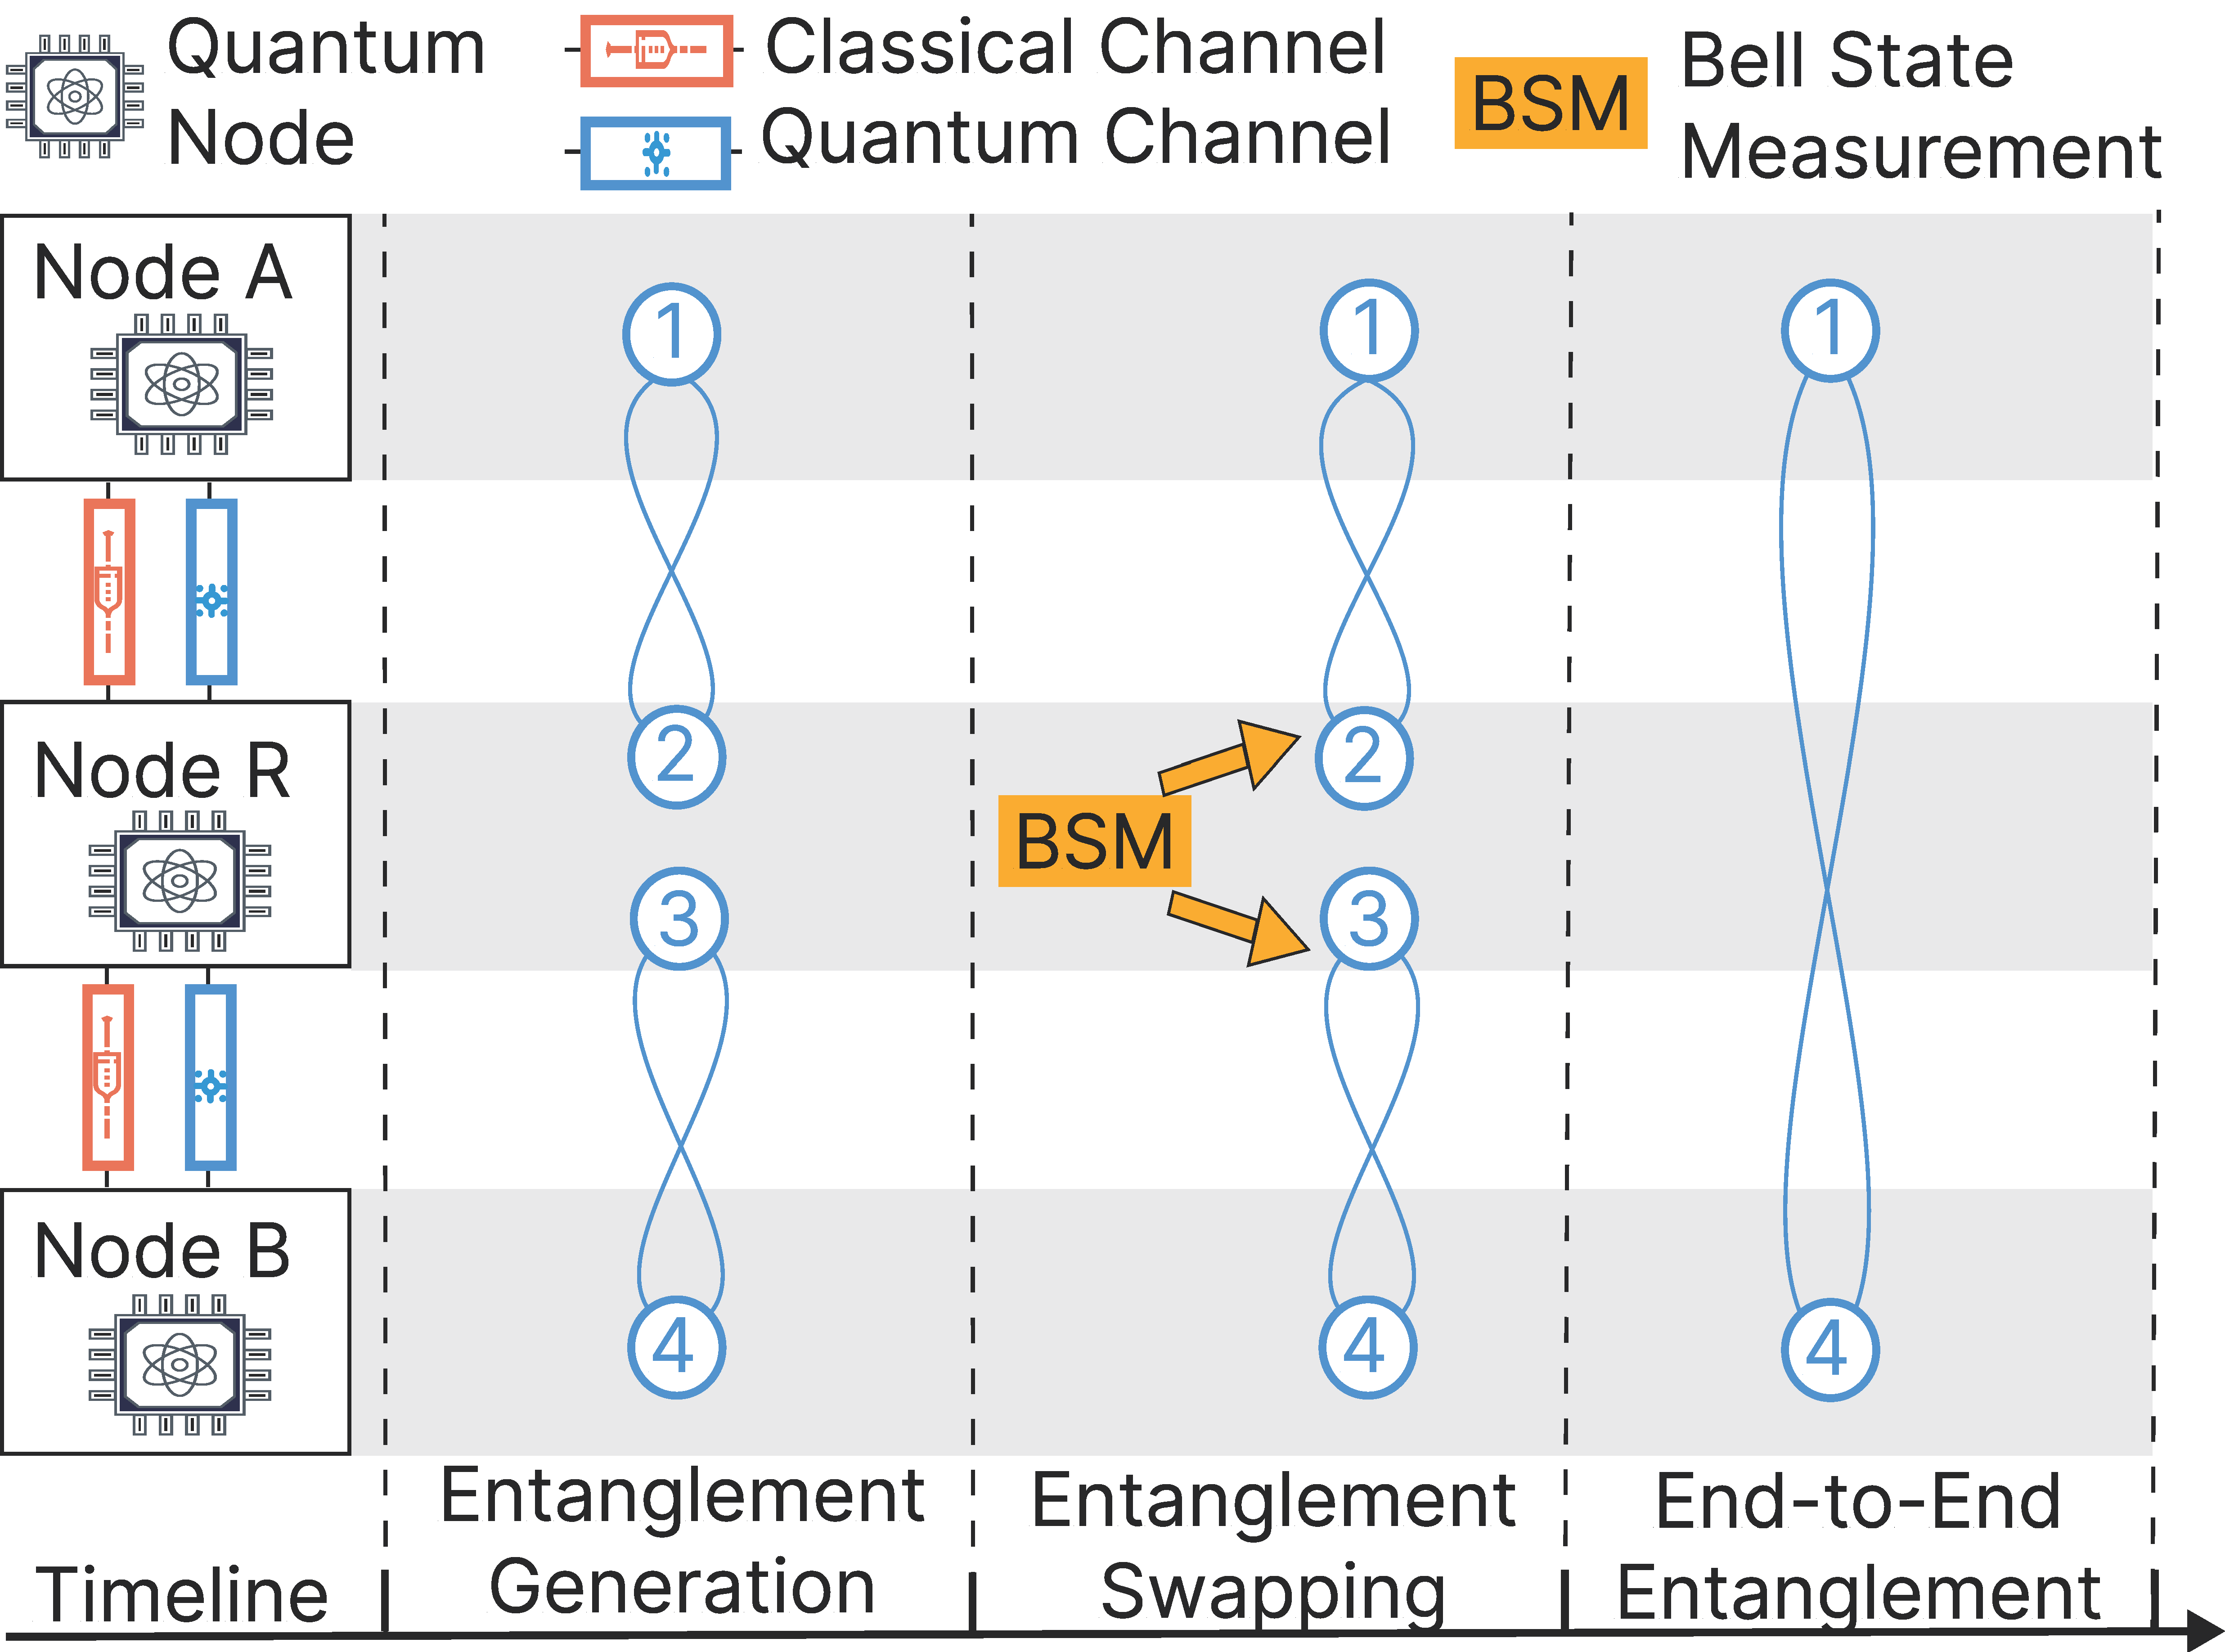 Quantum
Node
Classical Channel
Quantum Channel
BSM
Bell State
Measurement
Node A
1
1
1
Node R
2
2
BSM
3
3
Node B
4
4
4
Timeline
Entanglement
Generation
Entanglement
Swapping
End-to-End
Entanglement